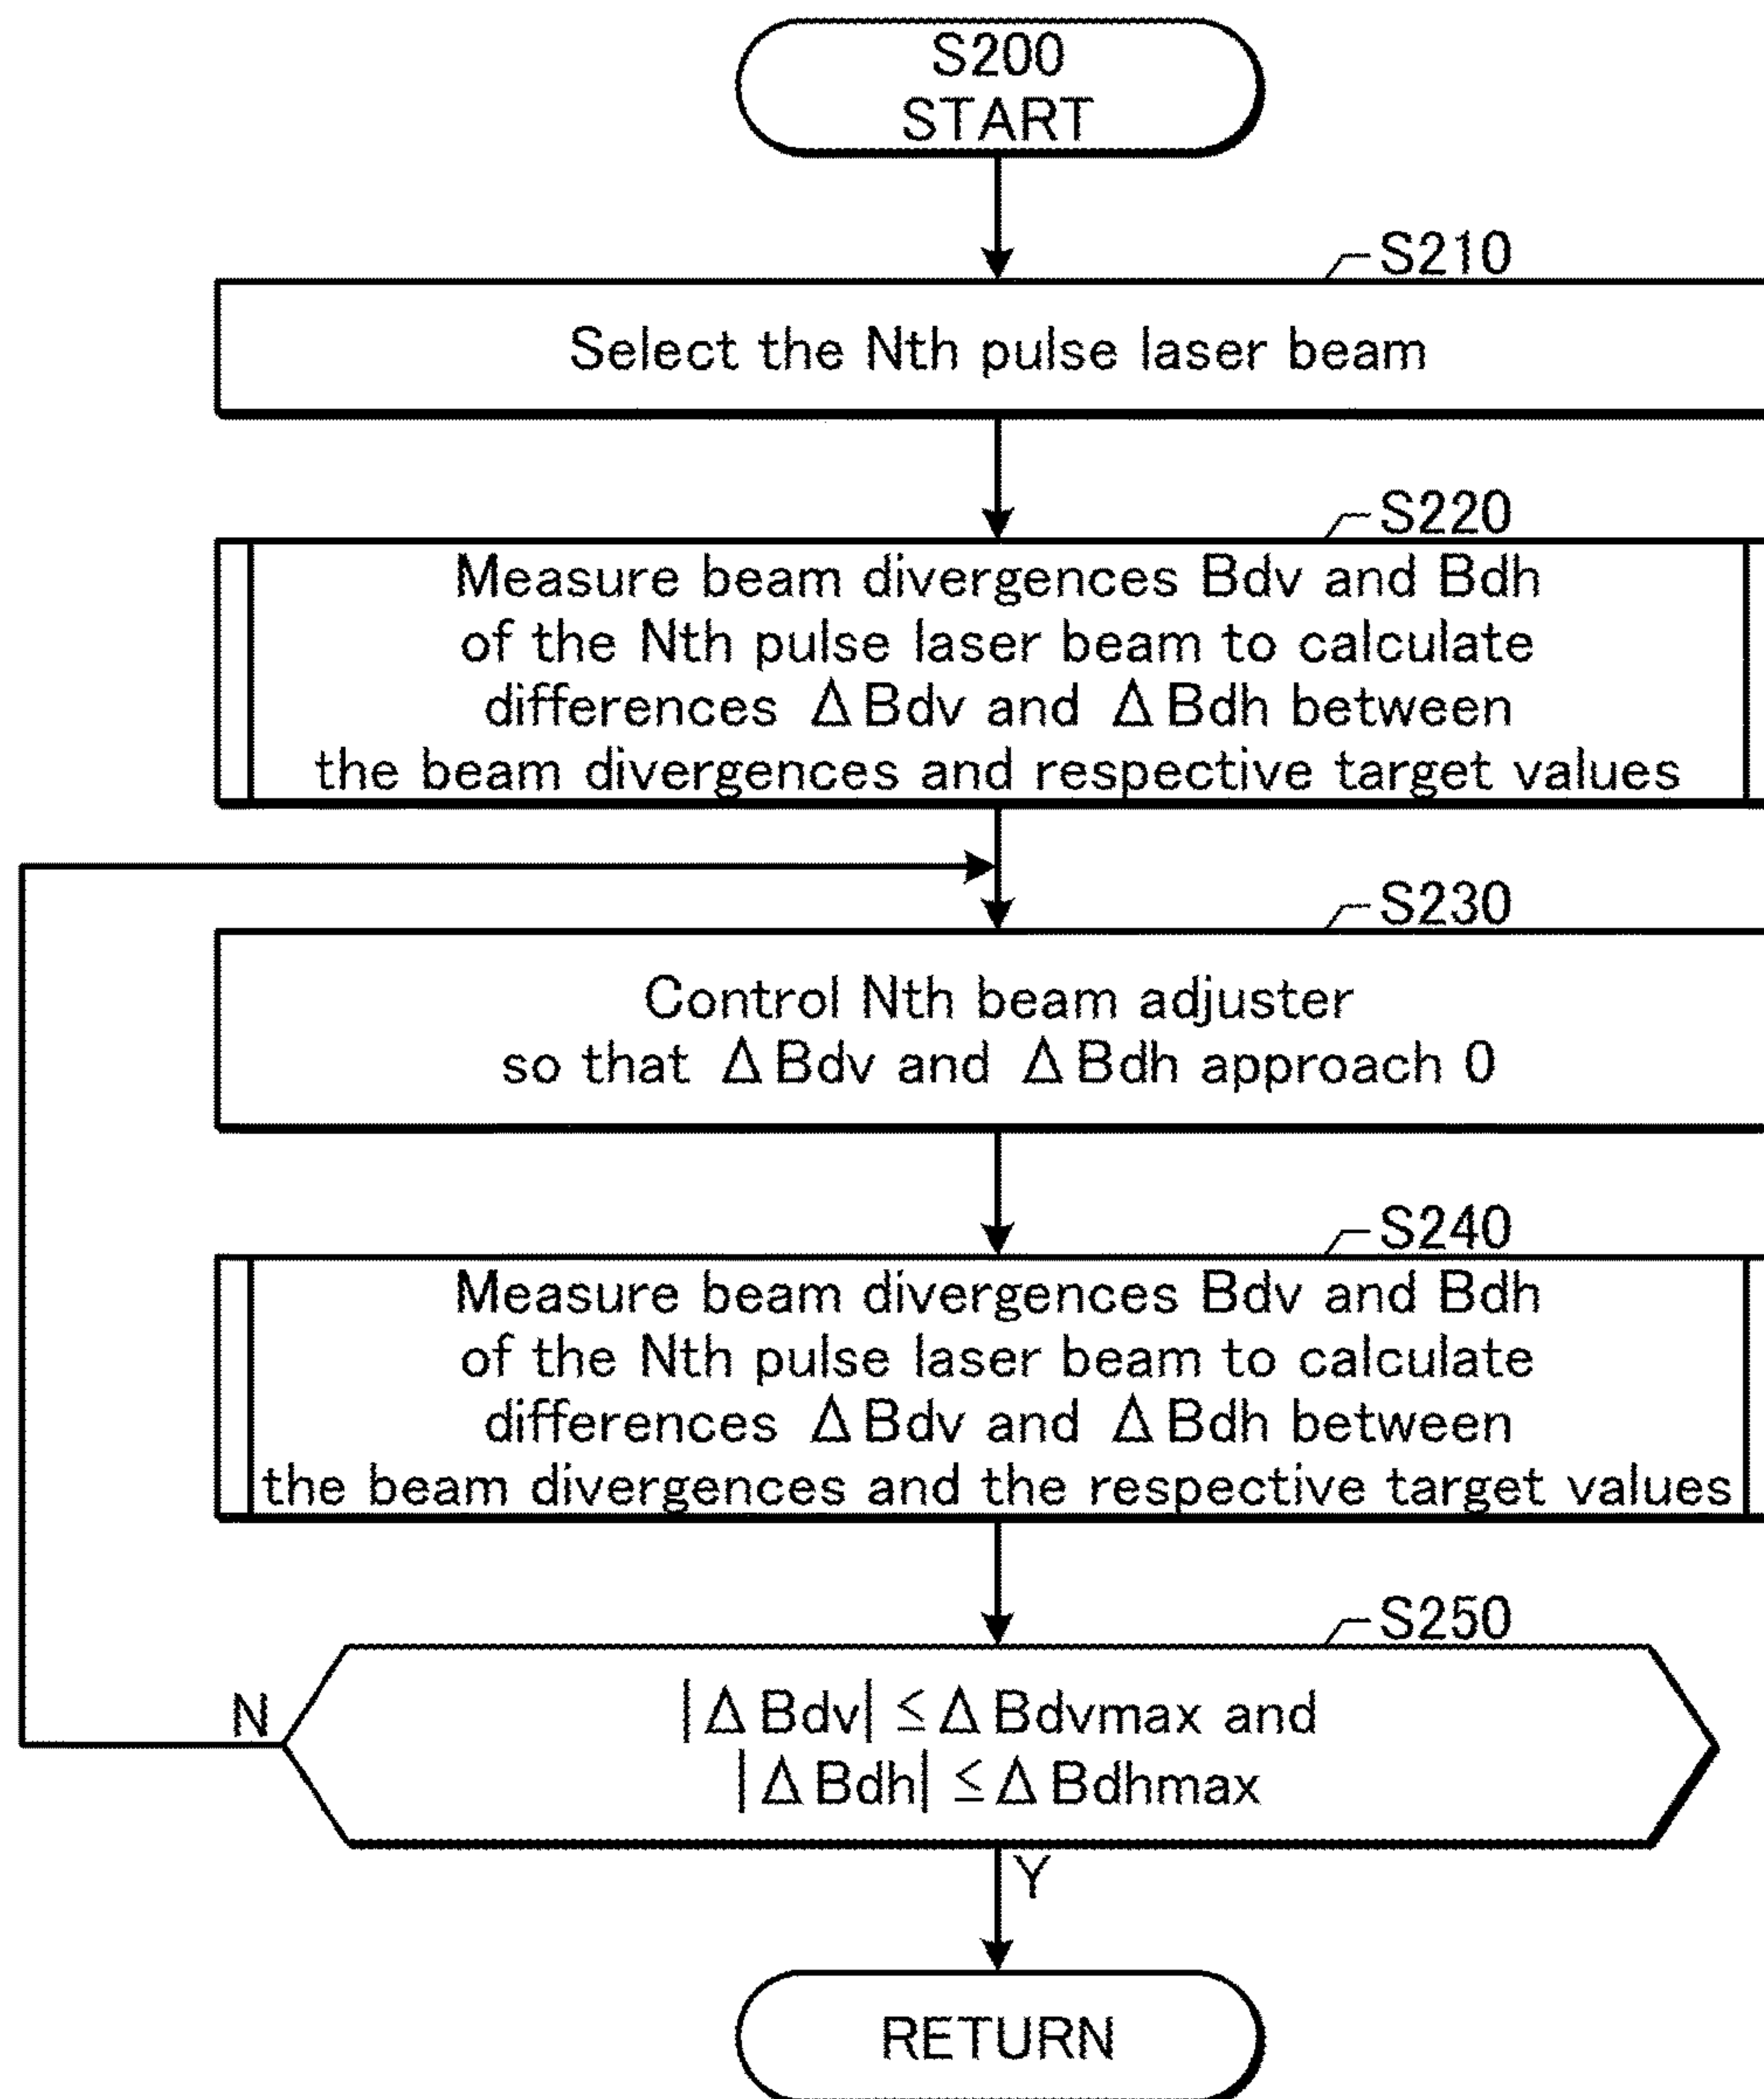 S200
START
S210
Select the Nth pulse laser beam
S220
Measure beam divergences Bdv and Bdh
of the Nth pulse laser beam to calculate
differences ΔBdv and ΔBdh between
the beam divergences and respective target values
S230
Control Nth beam adjuster
so that ΔBdv and ΔBdh approach 0
S240
Measure beam divergences Bdv and Bdh
of the Nth pulse laser beam to calculate
differences ΔBdv and ΔBdh between
the beam divergences and the respective target values
S250
|ΔBdv| ≤ ΔBdvmax and
|ΔBdh| ≤ ΔBdhmax
N
Y
RETURN